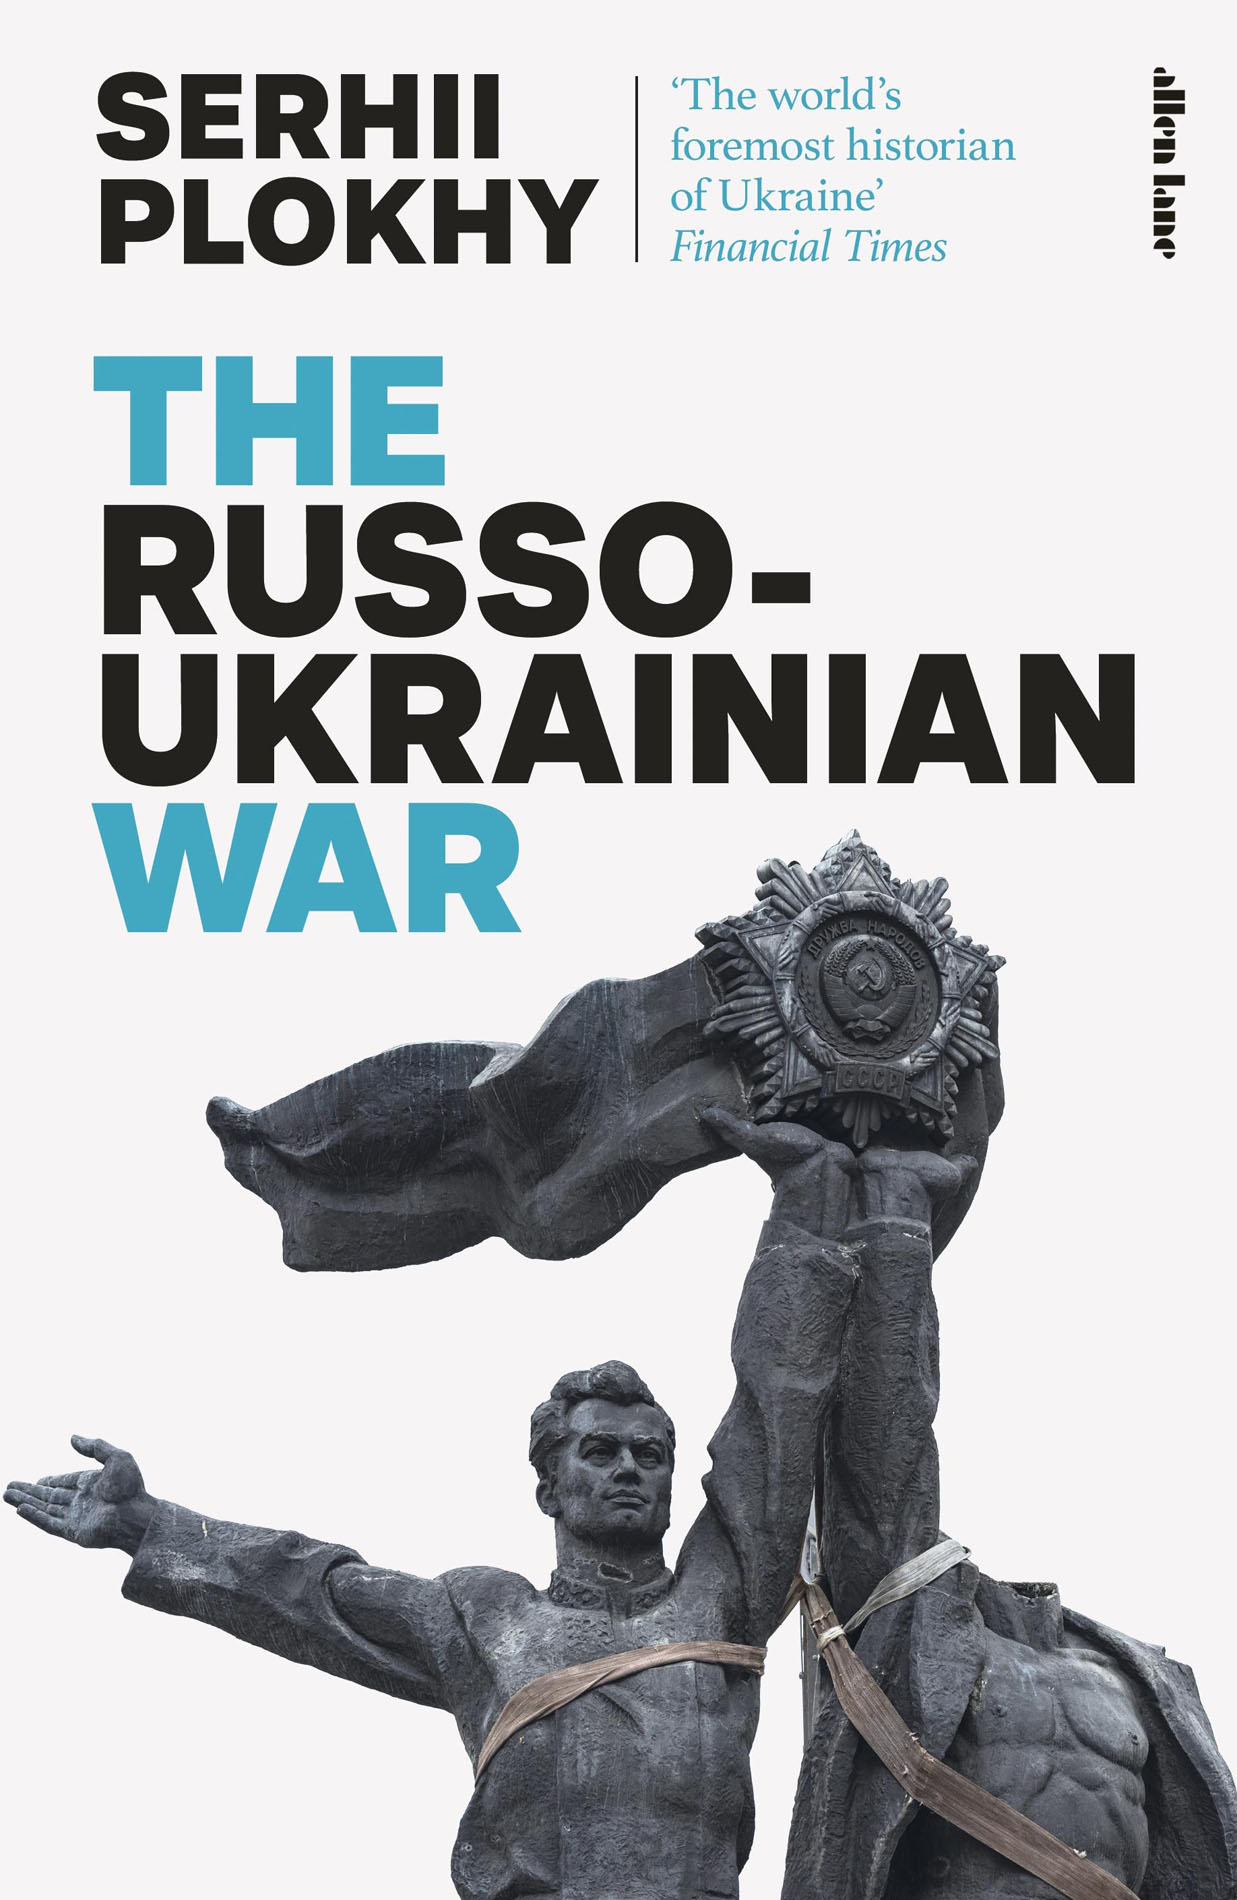 SERHII
PLOKHY
‘The world’s
foremost historian
of Ukraine’
Financial Times
allen lane
THE
RUSSO-
UKRAINIAN
WAR
ДРУЖБА НАРОДОВ
СССР